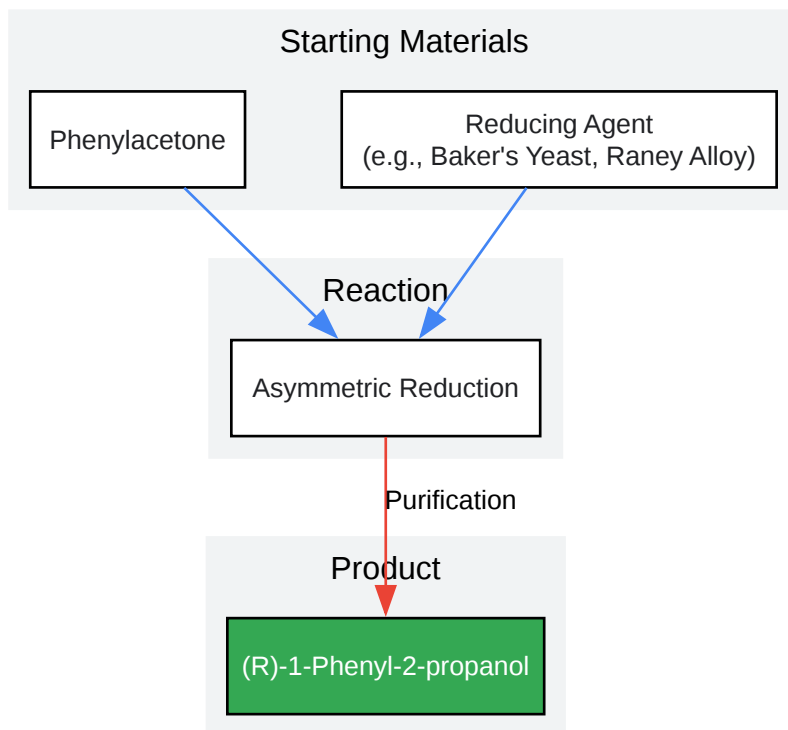 Starting Materials
Phenylacetone
Reducing Agent
(e.g., Baker's Yeast, Raney Alloy)
Reaction
Asymmetric Reduction
Purification
Product
(R)-1-Phenyl-2-propanol